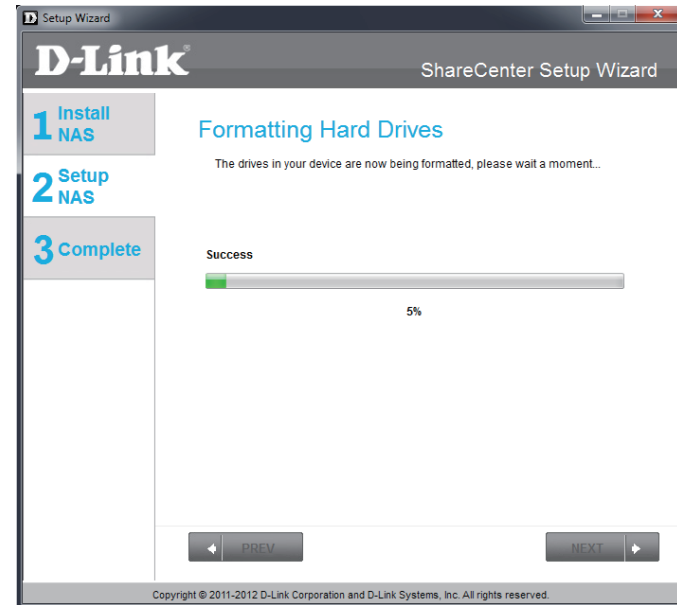 Setup Wizard
D-Link®
ShareCenter Setup Wizard
1 Install
NAS
2 Setup
NAS
3 Complete
Formatting Hard Drives
The drives in your device are now being formatted, please wait a moment...
Success
5%
PREV
NEXT
Copyright © 2011-2012 D-Link Corporation and D-Link Systems, Inc. All rights reserved.